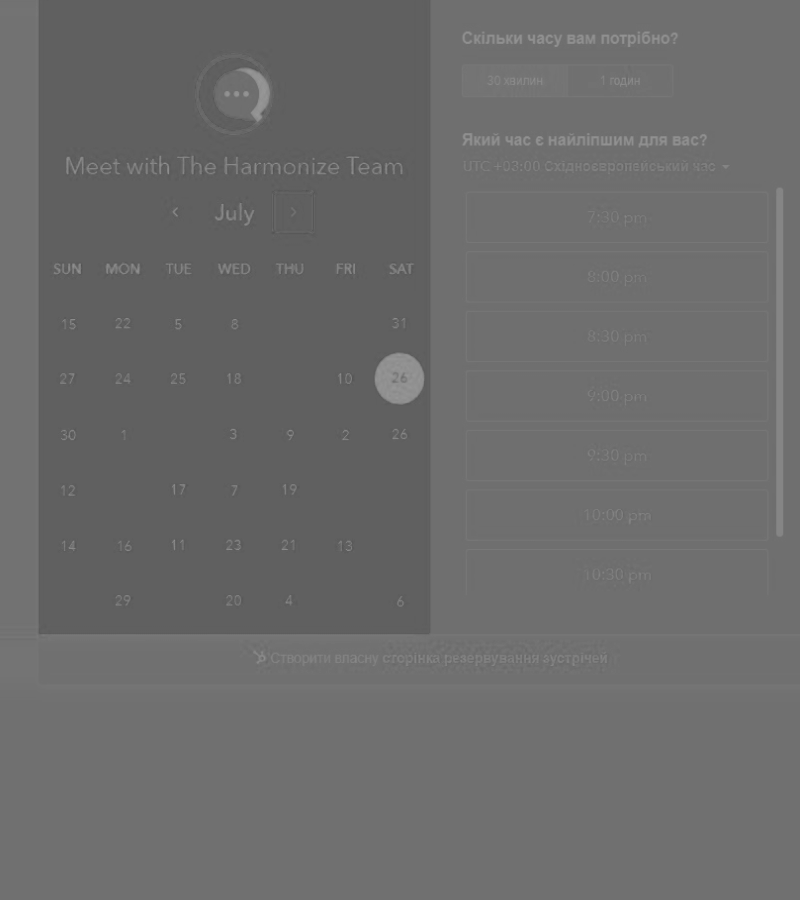 Meet with The Harmonize Team
July
SUN MON TUE WED THU FRI SAT
15 22 5 8 31
27 24 25 18 10 26
30 1 3 9 2 26
12 17 7 19
14 16 11 23 21 13
29 20 4 6
Скільки часу вам потрібно?
30 хвилин 1 годин
Який час є найліпшим для вас?
UTC +03:00 Східноєвропейський час
7:30 pm
8:00 pm
8:30 pm
9:00 pm
9:30 pm
10:00 pm
10:30 pm
Створити власну сторінка резервування зустрічей